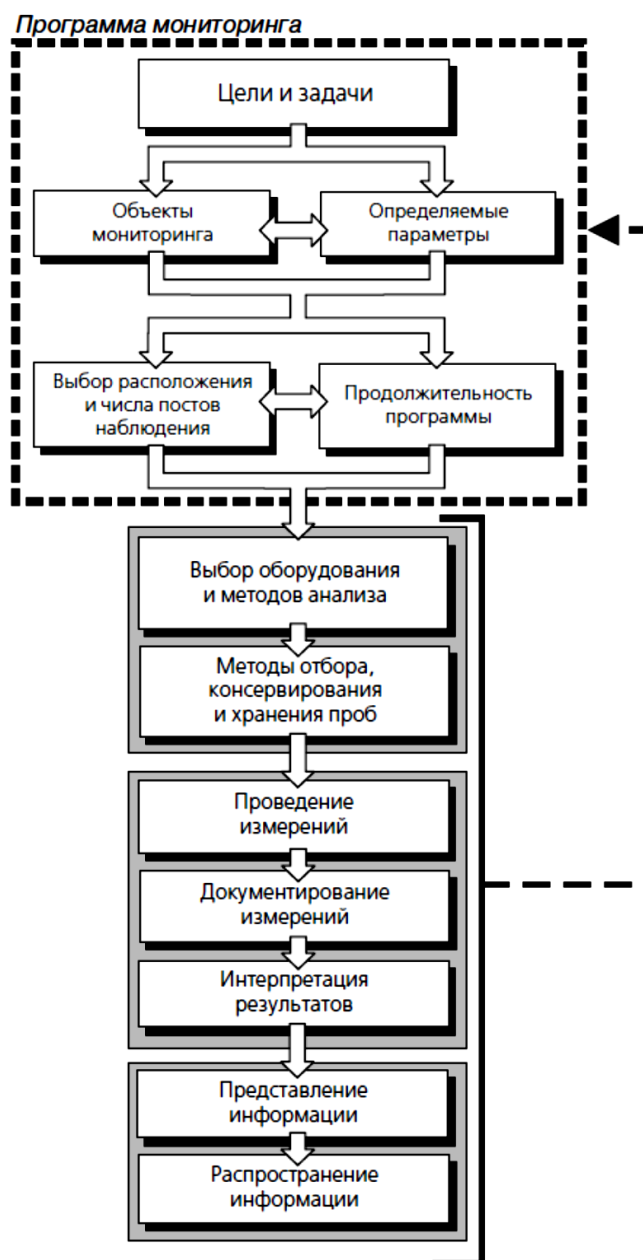 Программа мониторинга
Цели и задачи
Объекты
мониторинга
Определяемые
параметры
Выбор расположения
и числа постов
наблюдения
Продолжительность
программы
Выбор оборудования
и методов анализа
Методы отбора,
консервирования
и хранения проб
Проведение
измерений
Документирование
измерений
Интерпретация
результатов
Представление
информации
Распространение
информации